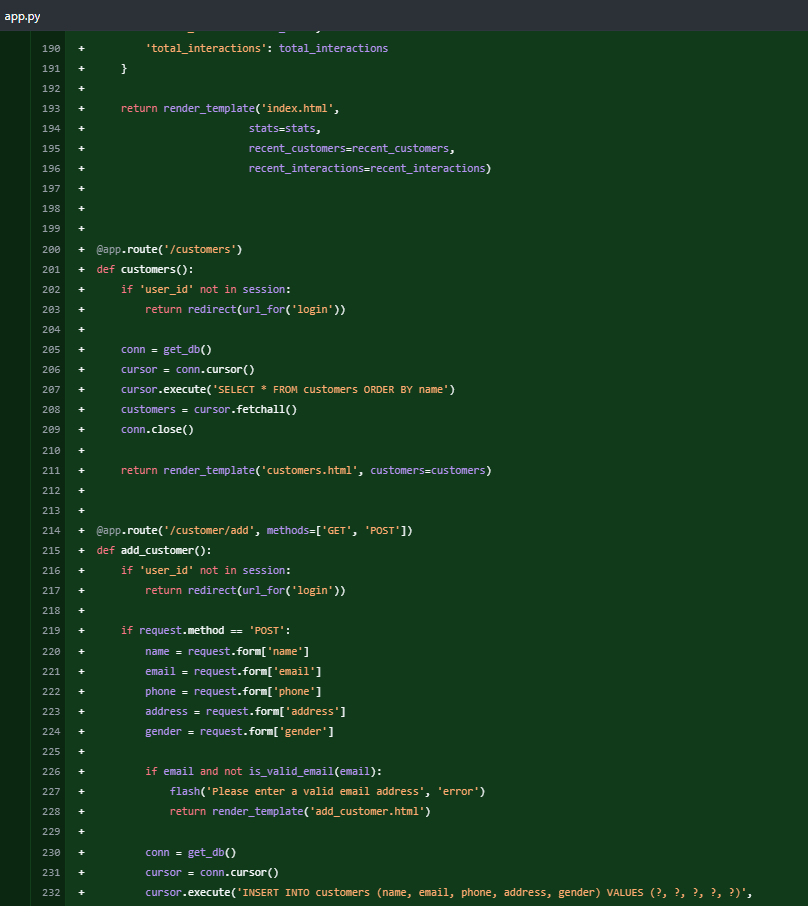 app.py
190 +         'total_interactions': total_interactions
191 +     }
192 +
193 +     return render_template('index.html',
194 +                          stats=stats,
195 +                          recent_customers=recent_customers,
196 +                          recent_interactions=recent_interactions)
197 +
198 +
199 +
200 + @app.route('/customers')
201 + def customers():
202 +     if 'user_id' not in session:
203 +         return redirect(url_for('login'))
204 +
205 +     conn = get_db()
206 +     cursor = conn.cursor()
207 +     cursor.execute('SELECT * FROM customers ORDER BY name')
208 +     customers = cursor.fetchall()
209 +     conn.close()
210 +
211 +     return render_template('customers.html', customers=customers)
212 +
213 +
214 + @app.route('/customer/add', methods=['GET', 'POST'])
215 + def add_customer():
216 +     if 'user_id' not in session:
217 +         return redirect(url_for('login'))
218 +
219 +     if request.method == 'POST':
220 +         name = request.form['name']
221 +         email = request.form['email']
222 +         phone = request.form['phone']
223 +         address = request.form['address']
224 +         gender = request.form['gender']
225 +
226 +         if email and not is_valid_email(email):
227 +             flash('Please enter a valid email address', 'error')
228 +             return render_template('add_customer.html')
229 +
230 +         conn = get_db()
231 +         cursor = conn.cursor()
232 +         cursor.execute('INSERT INTO customers (name, email, phone, address, gender) VALUES (?, ?, ?, ?, ?)',